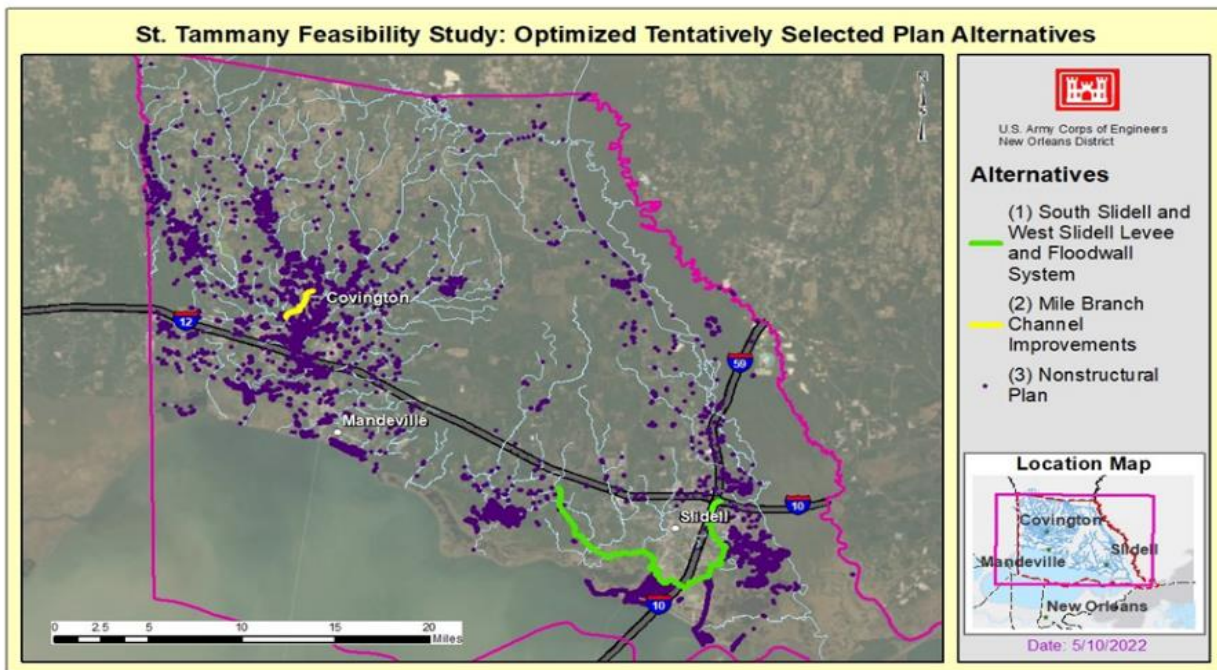 St. Tammany Feasibility Study: Optimized Tentatively Selected Plan Alternatives
N
U.S. Army Corps of Engineers
New Orleans District
Alternatives
(1) South Slidell and
West Slidell Levee
and Floodwall
System
(2) Mile Branch
Channel
Improvements
(3) Nonstructural
Plan
Covington
12
59
Mandeville
10
Slidell
10
0 2.5 5 10 15 20
Miles
Location Map
Covington
Slidell
Mandeville
New Orleans
Date: 5/10/2022